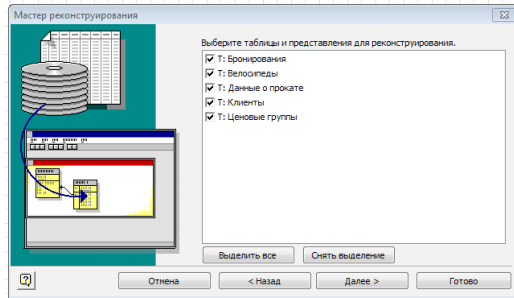 Мастер реконструирования
Выберите таблицы и представления для реконструирования.
Т: Бронирования
Т: Велосипеды
Т: Данные о прокате
Т: Клиенты
Т: Ценовые группы
Выделить все Снять выделение
Отмена < Назад Далее > Готово